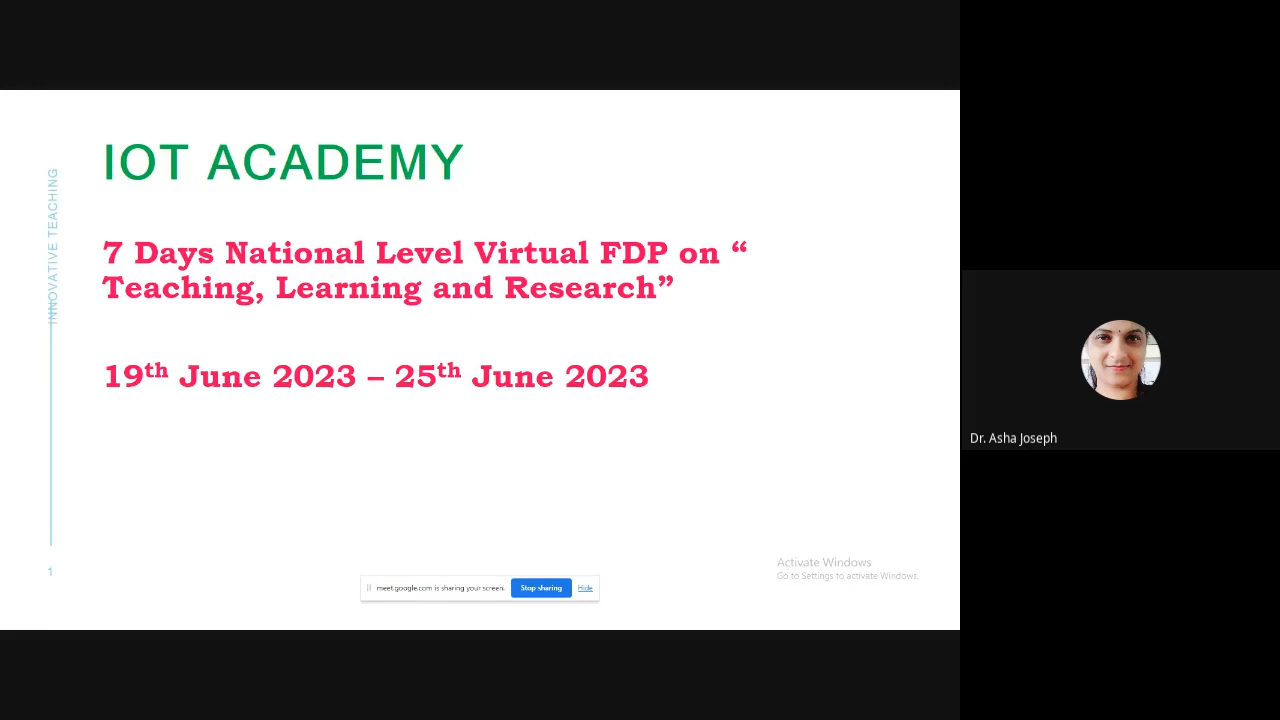 IOT ACADEMY
INNOVATIVE TEACHING
7 Days National Level Virtual FDP on “
Teaching, Learning and Research”
19th June 2023 – 25th June 2023
1
Activate Windows
Go to Settings to activate Windows.
meet.google.com is sharing your screen. Stop sharing Hide
Dr. Asha Joseph